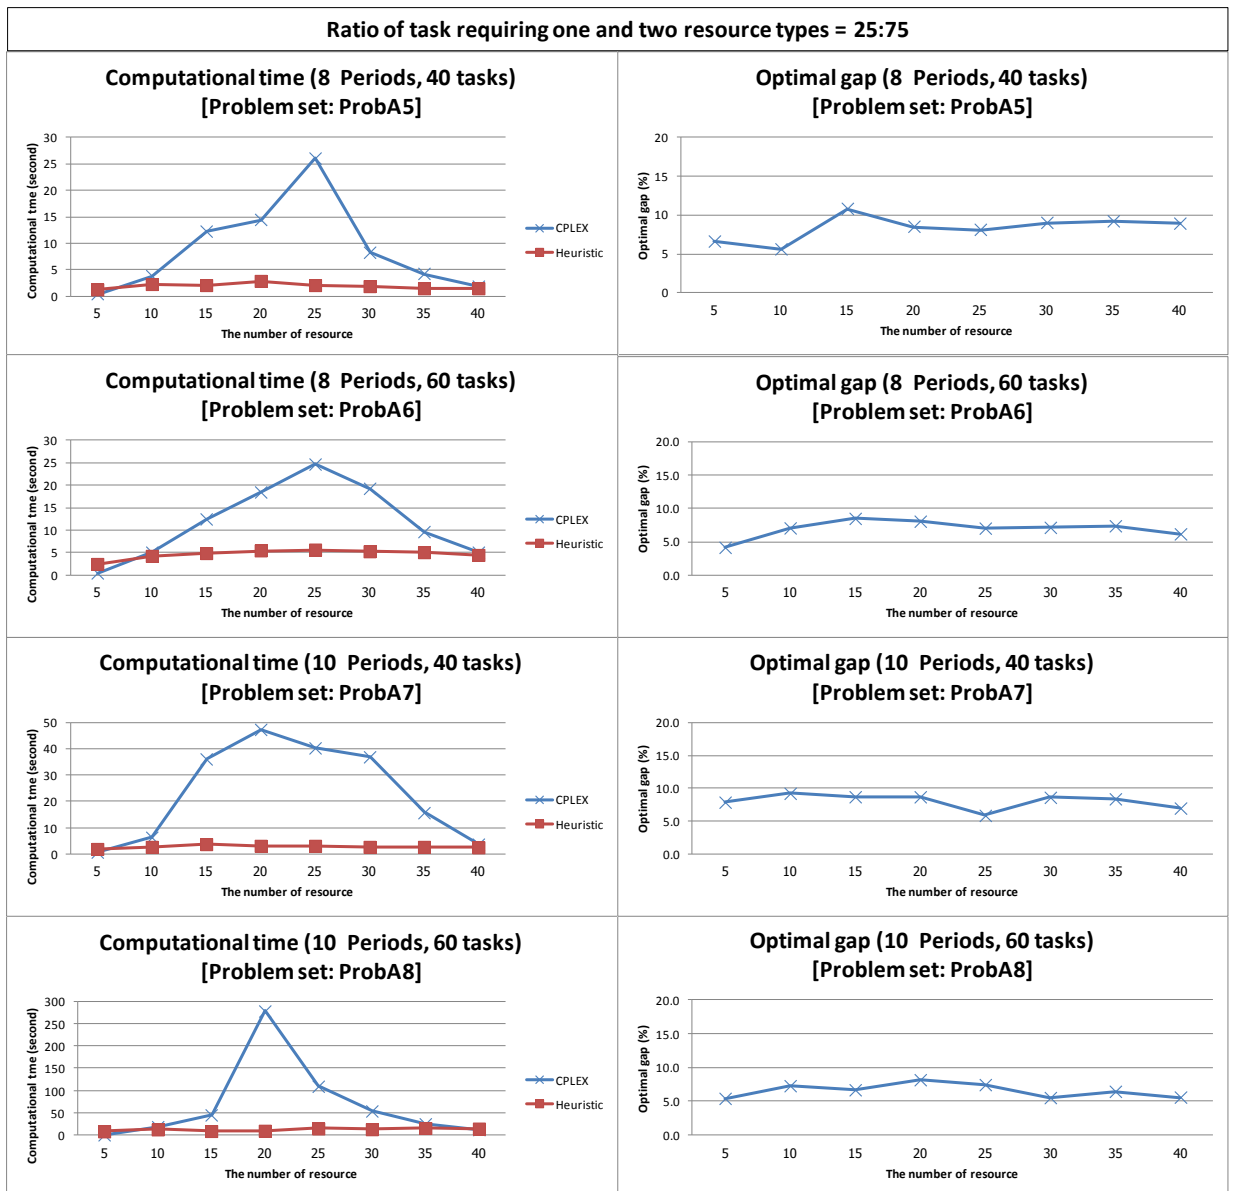 Ratio of task requiring one and two resource types = 25:75
Computational time (8 Periods, 40 tasks)
[Problem set: ProbA5]
Computational tme (second)
30
25
20
15
10
5
0
5 10 15 20 25 30 35 40
The number of resource
CPLEX
Heuristic
Optimal gap (8 Periods, 40 tasks)
[Problem set: ProbA5]
Optimal gap (%)
20
15
10
5
0
5 10 15 20 25 30 35 40
The number of resource
Computational time (8 Periods, 60 tasks)
[Problem set: ProbA6]
Computational tme (second)
30
25
20
15
10
5
0
5 10 15 20 25 30 35 40
The number of resource
CPLEX
Heuristic
Optimal gap (8 Periods, 60 tasks)
[Problem set: ProbA6]
Optimal gap (%)
20.0
15.0
10.0
5.0
0.0
5 10 15 20 25 30 35 40
The number of resource
Computational time (10 Periods, 40 tasks)
[Problem set: ProbA7]
Computational tme (second)
50
40
30
20
10
0
5 10 15 20 25 30 35 40
The number of resource
CPLEX
Heuristic
Optimal gap (10 Periods, 40 tasks)
[Problem set: ProbA7]
Optimal gap (%)
20.0
15.0
10.0
5.0
0.0
5 10 15 20 25 30 35 40
The number of resource
Computational time (10 Periods, 60 tasks)
[Problem set: ProbA8]
Computational tme (second)
300
250
200
150
100
50
0
5 10 15 20 25 30 35 40
The number of resource
CPLEX
Heuristic
Optimal gap (10 Periods, 60 tasks)
[Problem set: ProbA8]
Optimal gap (%)
20.0
15.0
10.0
5.0
0.0
5 10 15 20 25 30 35 40
The number of resource